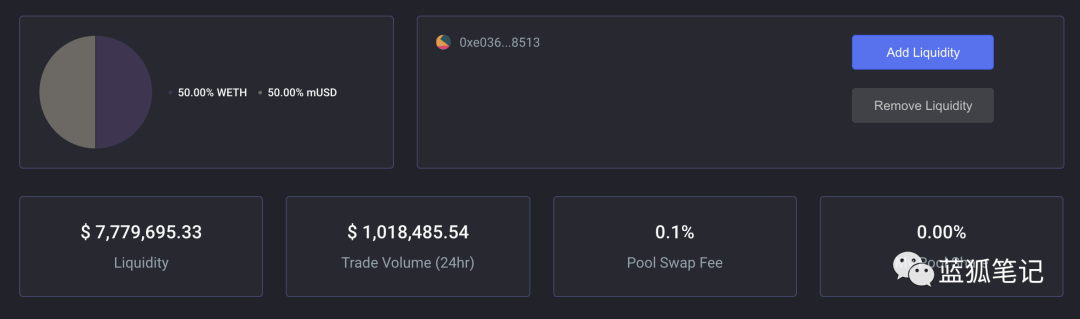 50.00% WETH
50.00% mUSD
0xe036...8513
Add Liquidity
Remove Liquidity
$ 7,779,695.33
Liquidity
$ 1,018,485.54
Trade Volume (24hr)
0.1%
Pool Swap Fee
0.00%
蓝狐笔记